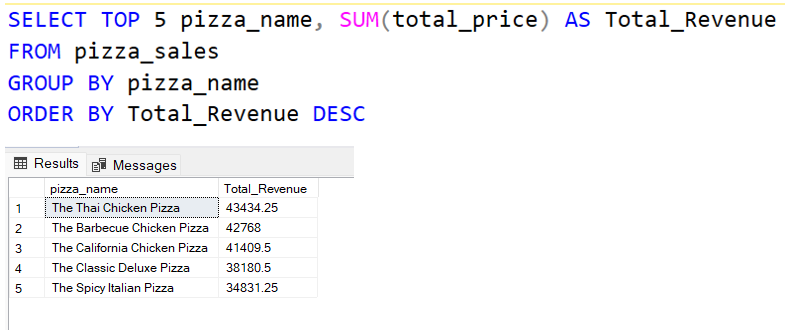 SELECT TOP 5 pizza_name, SUM(total_price) AS Total_Revenue
FROM pizza_sales
GROUP BY pizza_name
ORDER BY Total_Revenue DESC
Results Messages
pizza_name Total_Revenue
1 The Thai Chicken Pizza 43434.25
2 The Barbecue Chicken Pizza 42768
3 The California Chicken Pizza 41409.5
4 The Classic Deluxe Pizza 38180.5
5 The Spicy Italian Pizza 34831.25